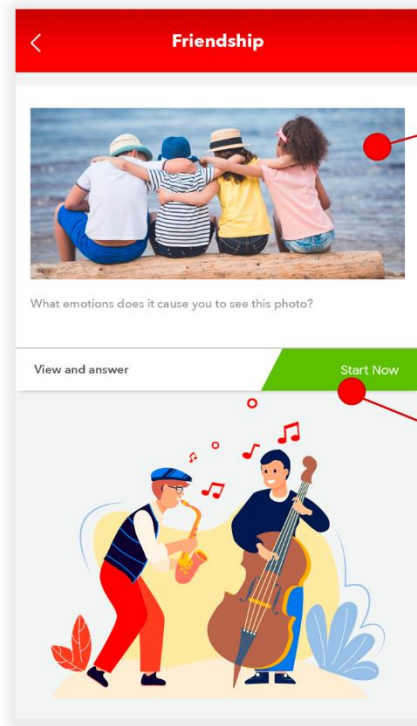 Friendship
What emotions does it cause you to see this photo?
View and answer
Start Now